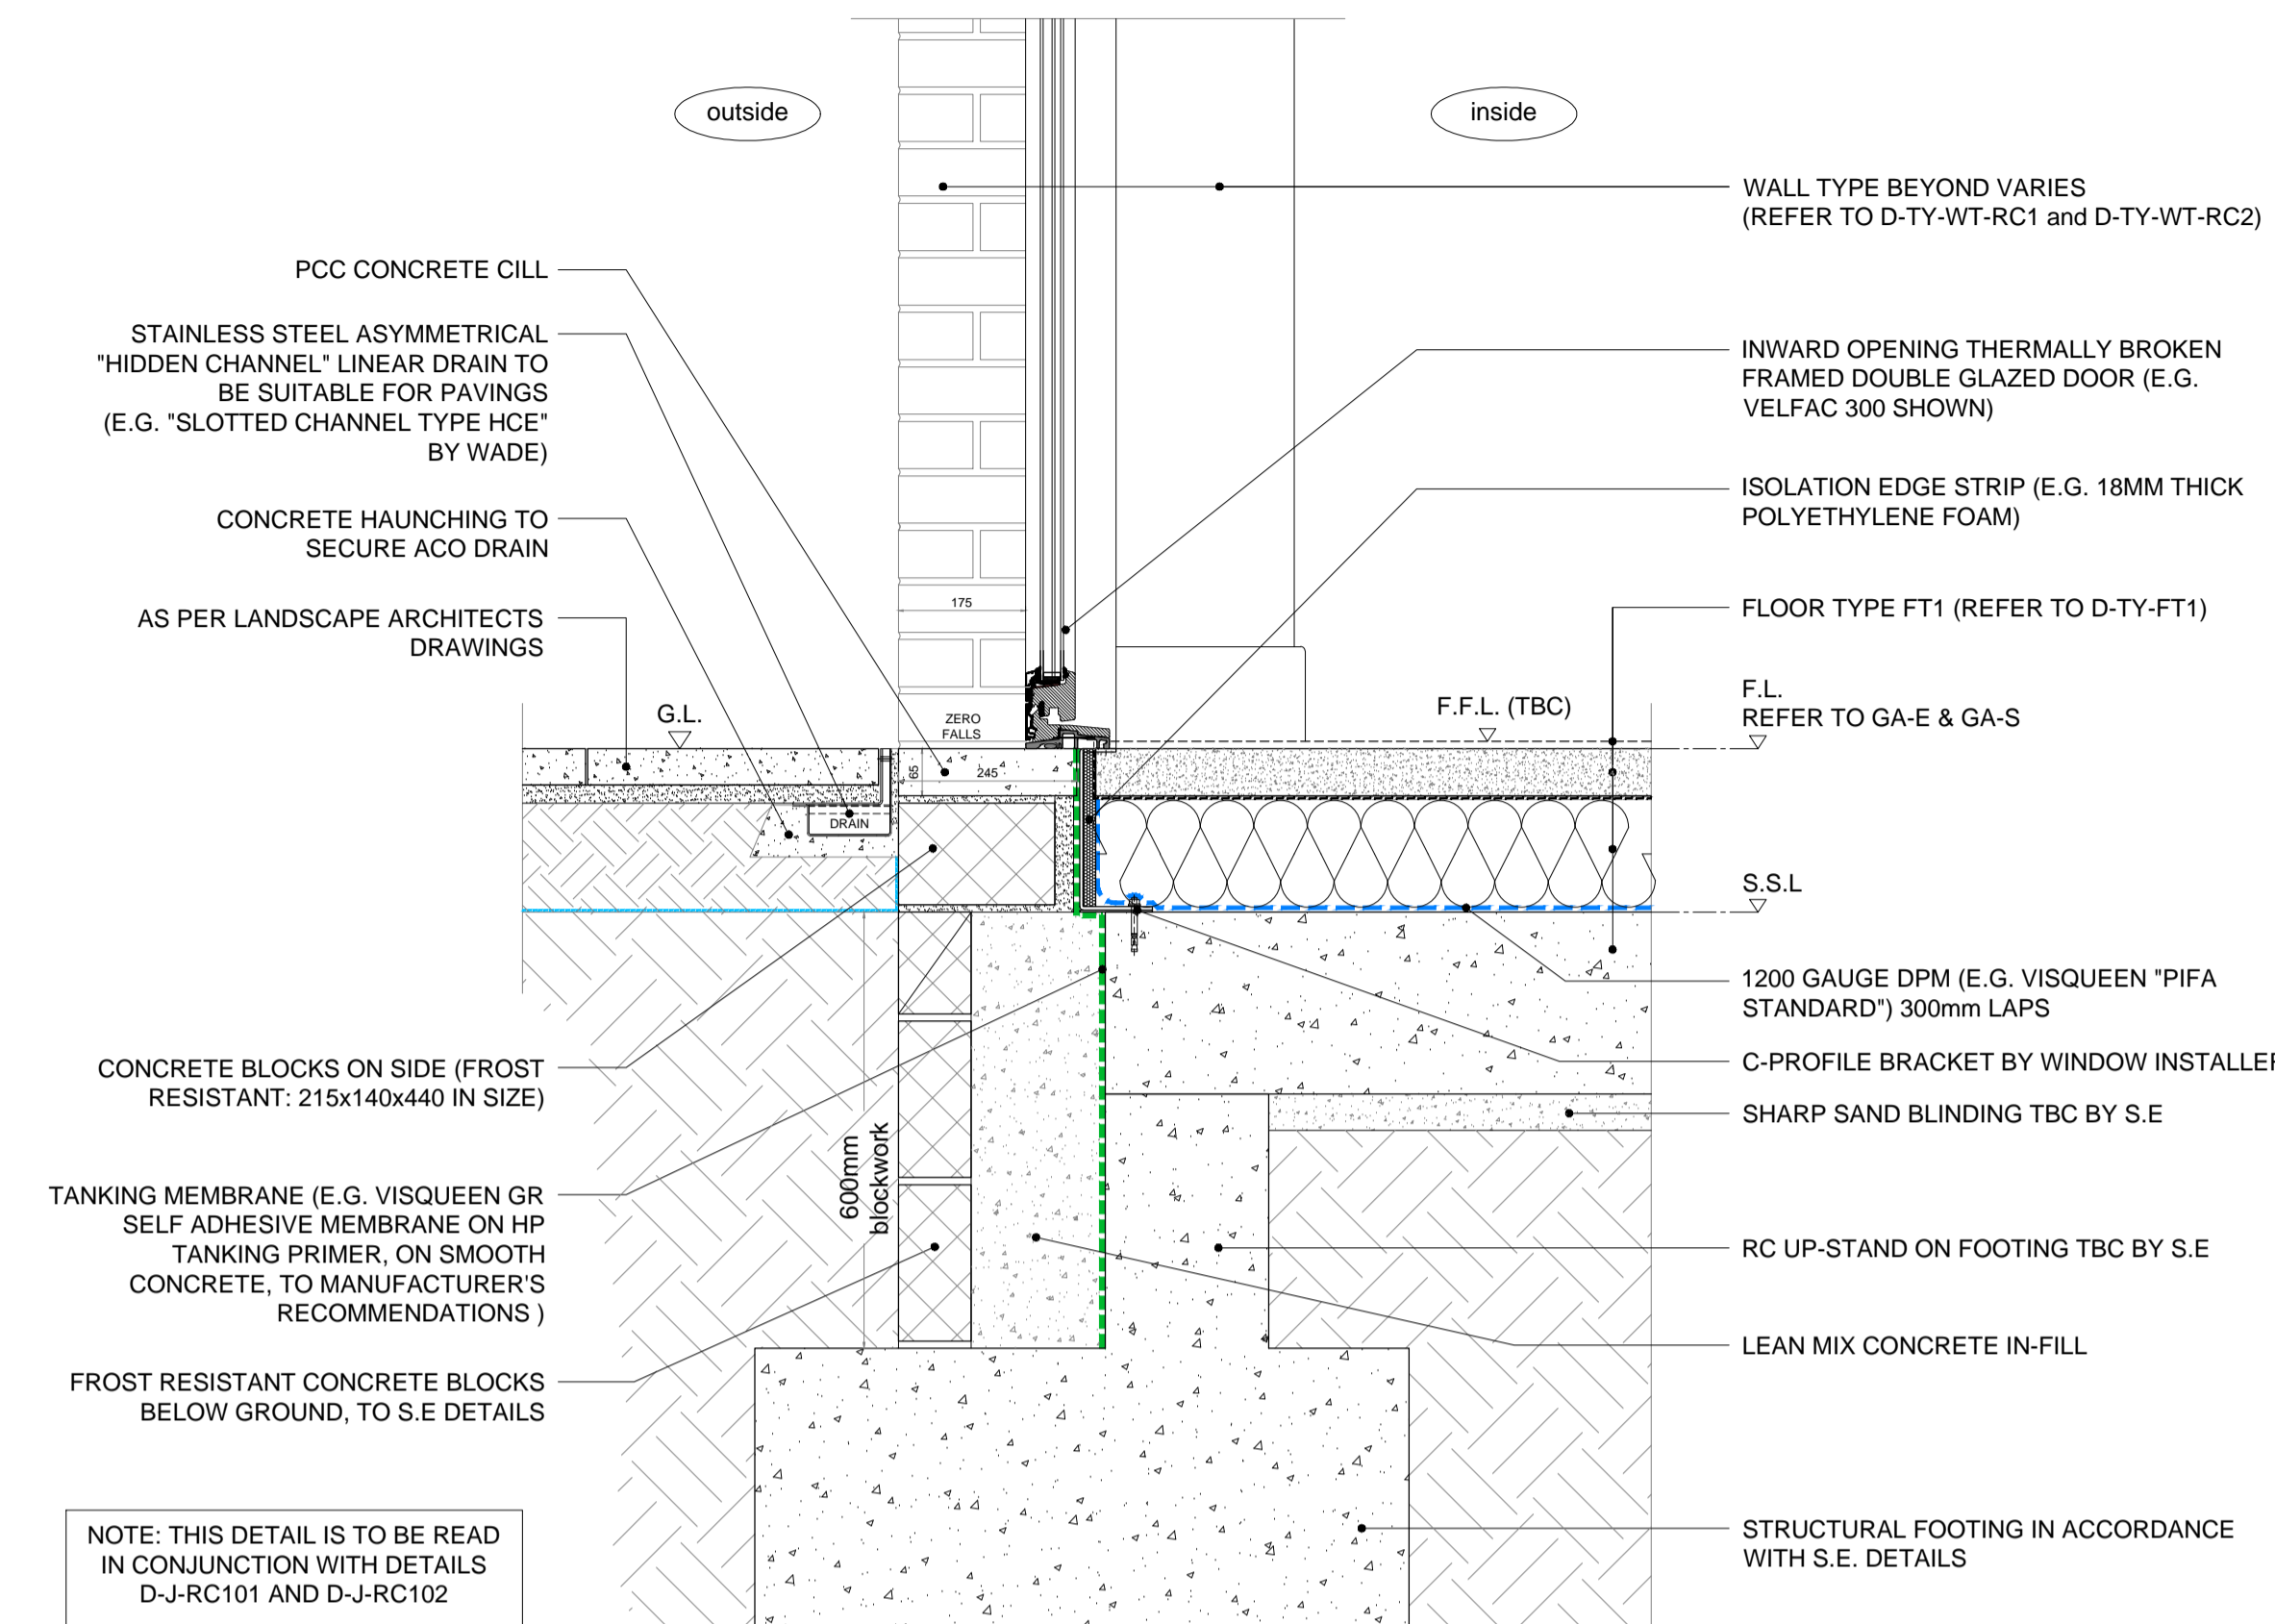 outside
inside
WALL TYPE BEYOND VARIES
(REFER TO D-TY-WT-RC1 and D-TY-WT-RC2)
PCC CONCRETE CILL
STAINLESS STEEL ASYMMETRICAL
"HIDDEN CHANNEL" LINEAR DRAIN TO
BE SUITABLE FOR PAVINGS
(E.G. "SLOTTED CHANNEL TYPE HCE"
BY WADE)
CONCRETE HAUNCHING TO
SECURE ACO DRAIN
AS PER LANDSCAPE ARCHITECTS
DRAWINGS
INWARD OPENING THERMALLY BROKEN
FRAMED DOUBLE GLAZED DOOR (E.G.
VELFAC 300 SHOWN)
ISOLATION EDGE STRIP (E.G. 18MM THICK
POLYETHYLENE FOAM)
175
FLOOR TYPE FT1 (REFER TO D-TY-FT1)
G.L.
ZERO
FALLS
F.F.L. (TBC)
F.L.
REFER TO GA-E & GA-S
65
245
DRAIN
S.S.L
CONCRETE BLOCKS ON SIDE (FROST
RESISTANT: 215x140x440 IN SIZE)
TANKING MEMBRANE (E.G. VISQUEEN GR
SELF ADHESIVE MEMBRANE ON HP
TANKING PRIMER, ON SMOOTH
CONCRETE, TO MANUFACTURER'S
RECOMMENDATIONS )
FROST RESISTANT CONCRETE BLOCKS
BELOW GROUND, TO S.E DETAILS
600mm
blockwork
1200 GAUGE DPM (E.G. VISQUEEN "PIFA
STANDARD") 300mm LAPS
C-PROFILE BRACKET BY WINDOW INSTALLER
SHARP SAND BLINDING TBC BY S.E
RC UP-STAND ON FOOTING TBC BY S.E
LEAN MIX CONCRETE IN-FILL
STRUCTURAL FOOTING IN ACCORDANCE
WITH S.E. DETAILS
NOTE: THIS DETAIL IS TO BE READ
IN CONJUNCTION WITH DETAILS
D-J-RC101 AND D-J-RC102